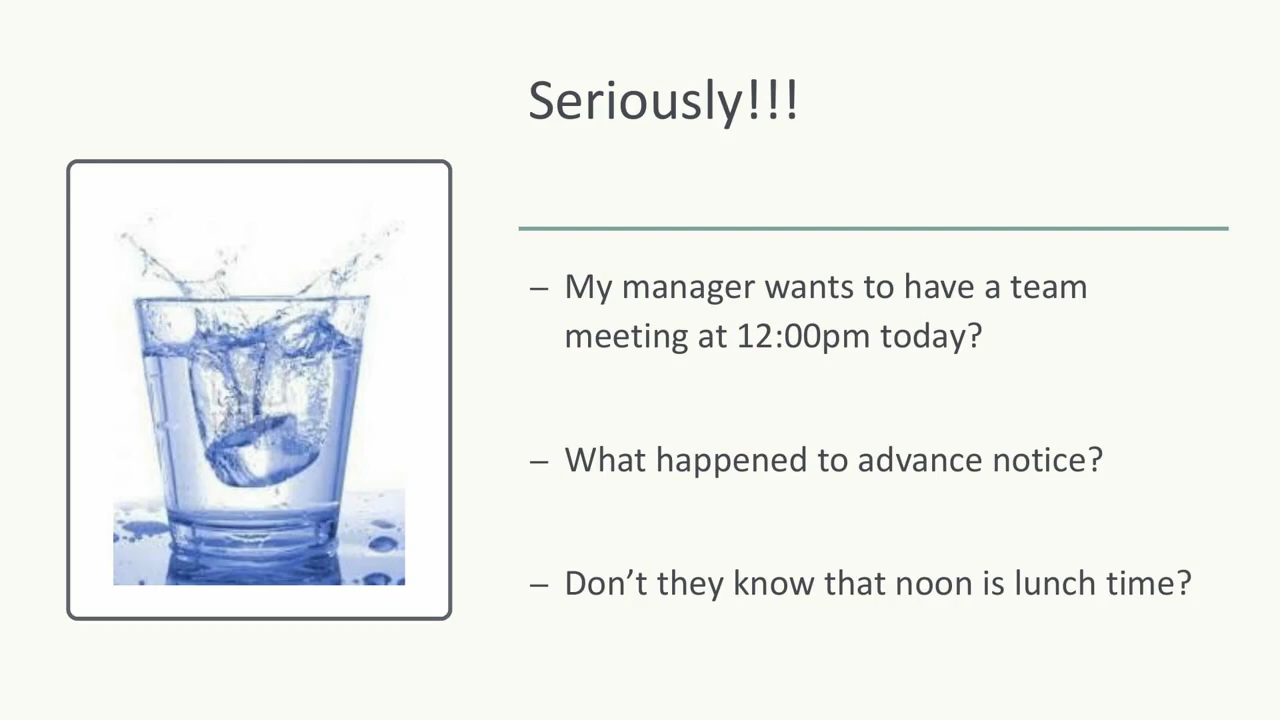 Seriously!!!
– My manager wants to have a team
meeting at 12:00pm today?
– What happened to advance notice?
– Don’t they know that noon is lunch time?